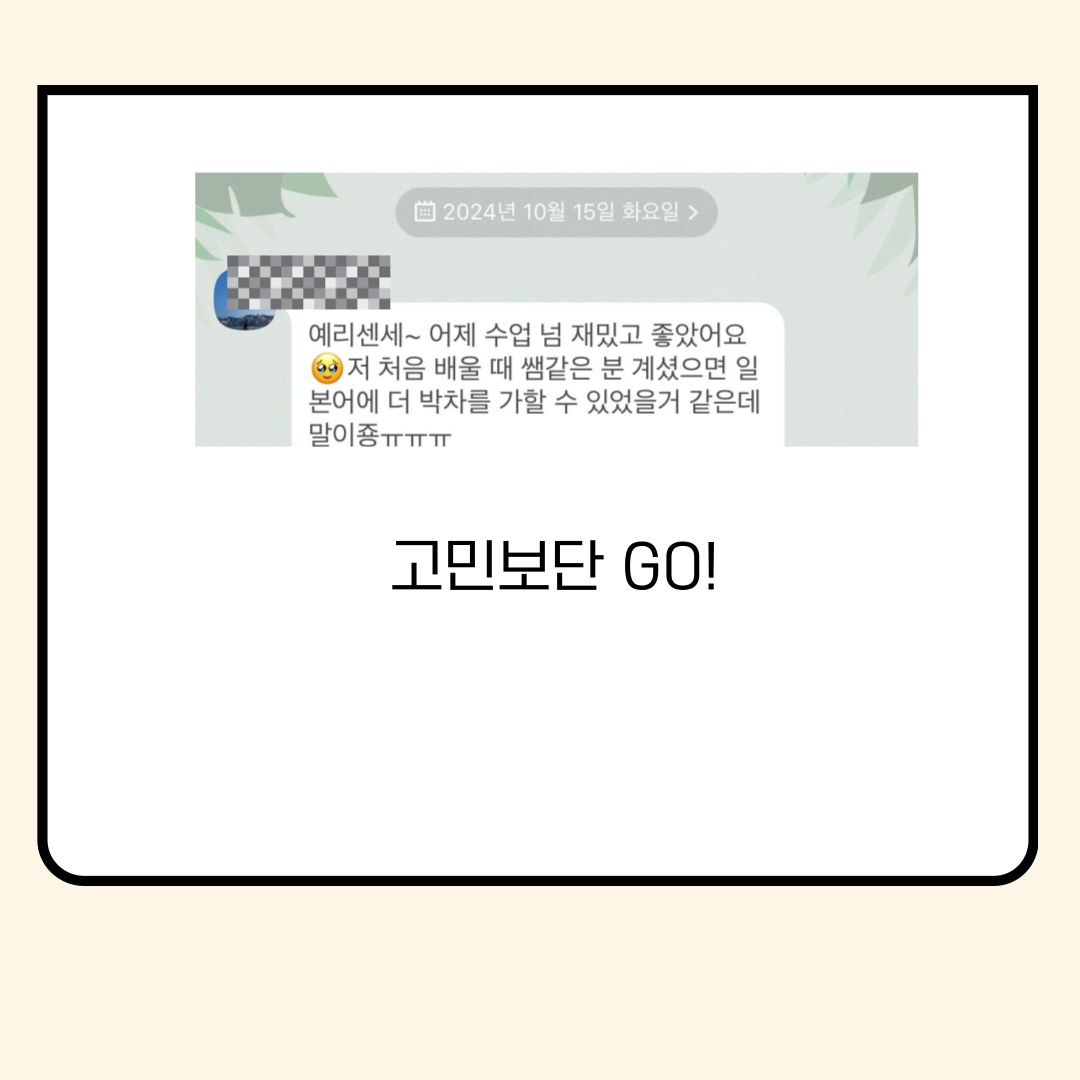 2024년 10월 15일 화요일 >
예리센세~ 어제 수업 넘 재밌고 좋았어요
🥹저 처음 배울 때 쌤같은 분 계셨으면 일
본어에 더 박차를 가할 수 있었을거 같은데
말이죵ㅠㅠㅠ
고민보단 GO!